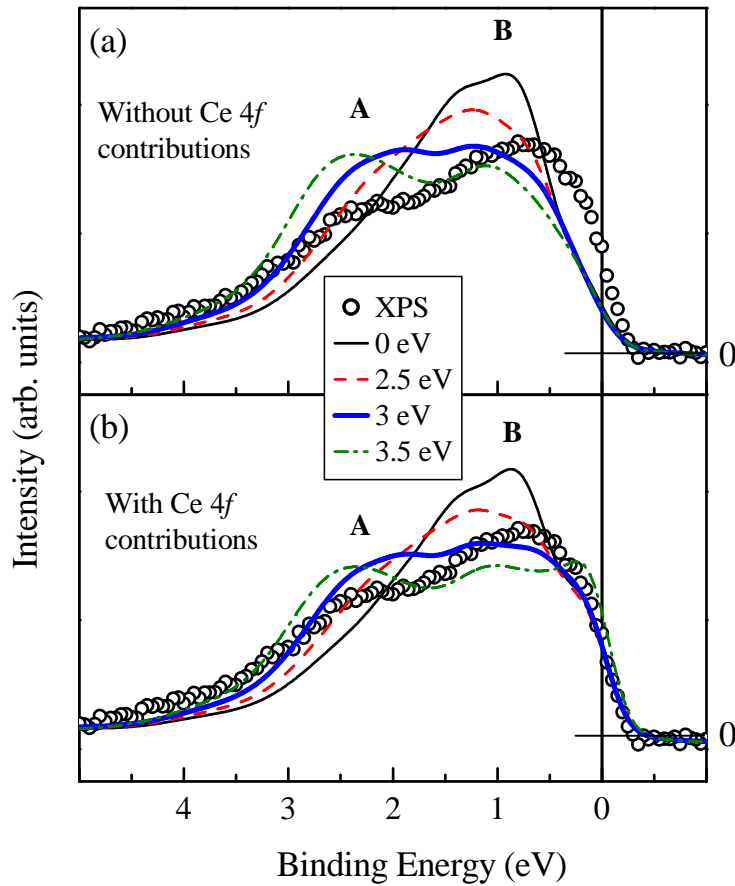 (a)
B
A
Without Ce 4f
contributions
XPS
0 eV
2.5 eV
3 eV
3.5 eV
0
(b)
B
A
With Ce 4f
contributions
0
4 3 2 1 0
Binding Energy (eV)
Intensity (arb. units)